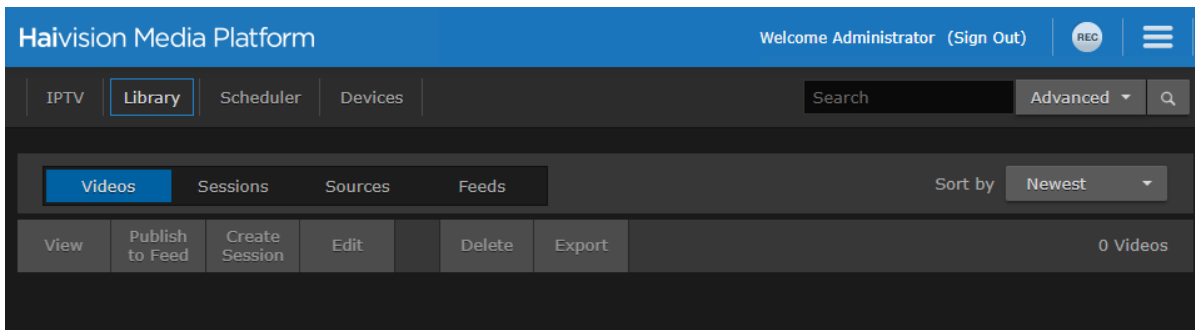 Haivision Media Platform
Welcome Administrator (Sign Out)
REC
IPTV Library Scheduler Devices
Search Advanced
Videos Sessions Sources Feeds
Sort by Newest
View Publish to Feed Create Session Edit Delete Export
0 Videos